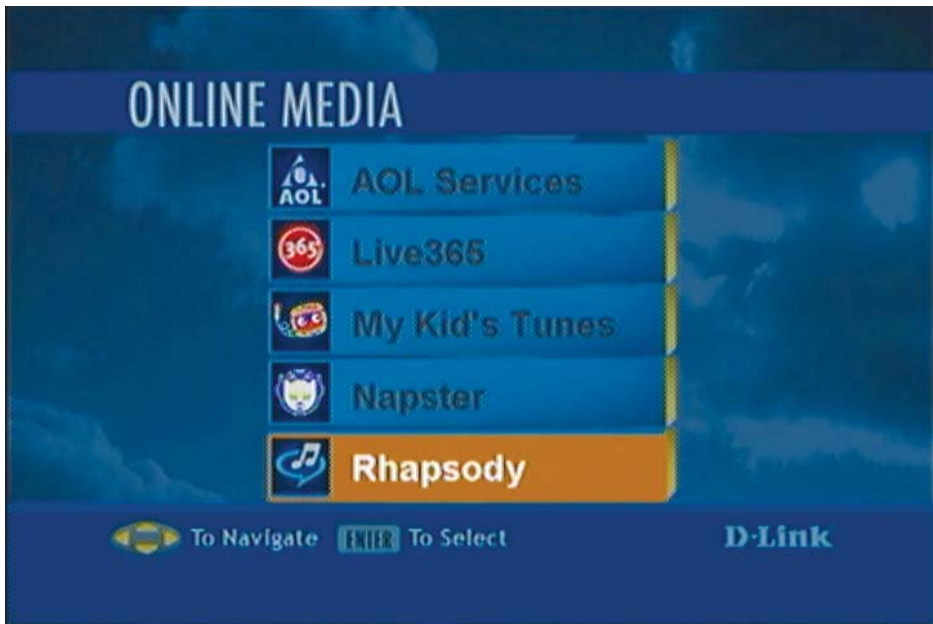 ONLINE MEDIA
AOL AOL Services
365 Live365
My Kid's Tunes
Napster
Rhapsody
To Navigate ENTER To Select D-Link